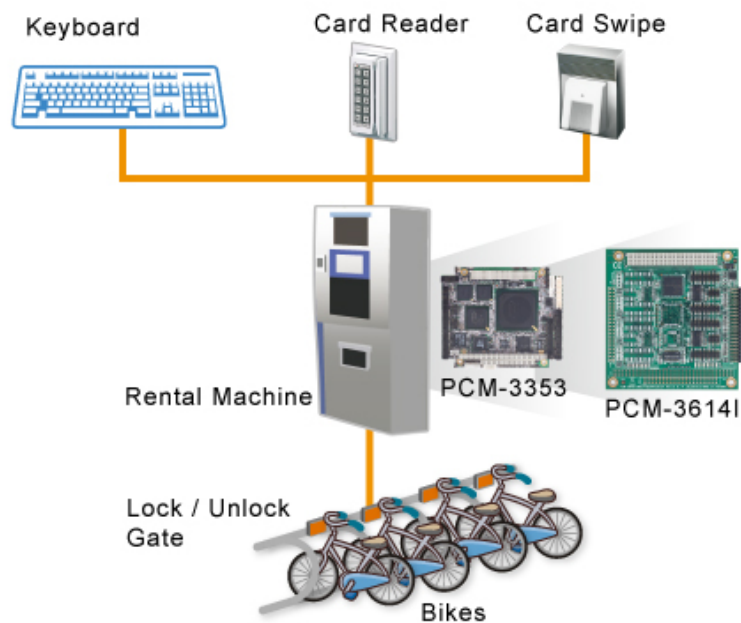 Keyboard
Card Reader
Card Swipe
Rental Machine
PCM-3353
PCM-3614I
Lock / Unlock
Gate
Bikes